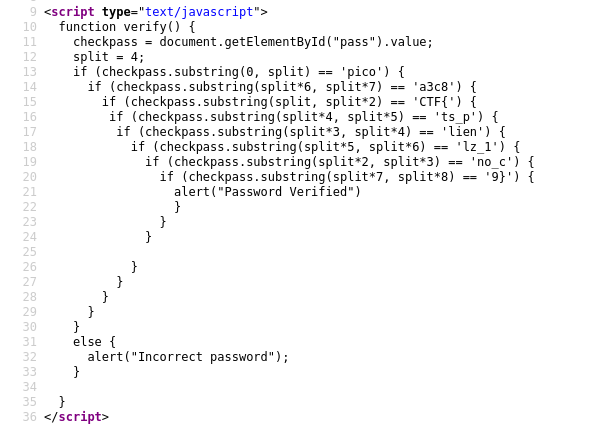 9 <script type="text/javascript">
10   function verify() {
11     checkpass = document.getElementById("pass").value;
12     split = 4;
13     if (checkpass.substring(0, split) == 'pico') {
14       if (checkpass.substring(split*6, split*7) == 'a3c8') {
15         if (checkpass.substring(split, split*2) == 'CTF{') {
16          if (checkpass.substring(split*4, split*5) == 'ts_p') {
17           if (checkpass.substring(split*3, split*4) == 'lien') {
18             if (checkpass.substring(split*5, split*6) == 'lz_1') {
19               if (checkpass.substring(split*2, split*3) == 'no_c') {
20                 if (checkpass.substring(split*7, split*8) == '9}') {
21                   alert("Password Verified")
22                   }
23                 }
24               }
25
26             }
27           }
28         }
29       }
30     }
31     else {
32       alert("Incorrect password");
33     }
34
35   }
36 </script>